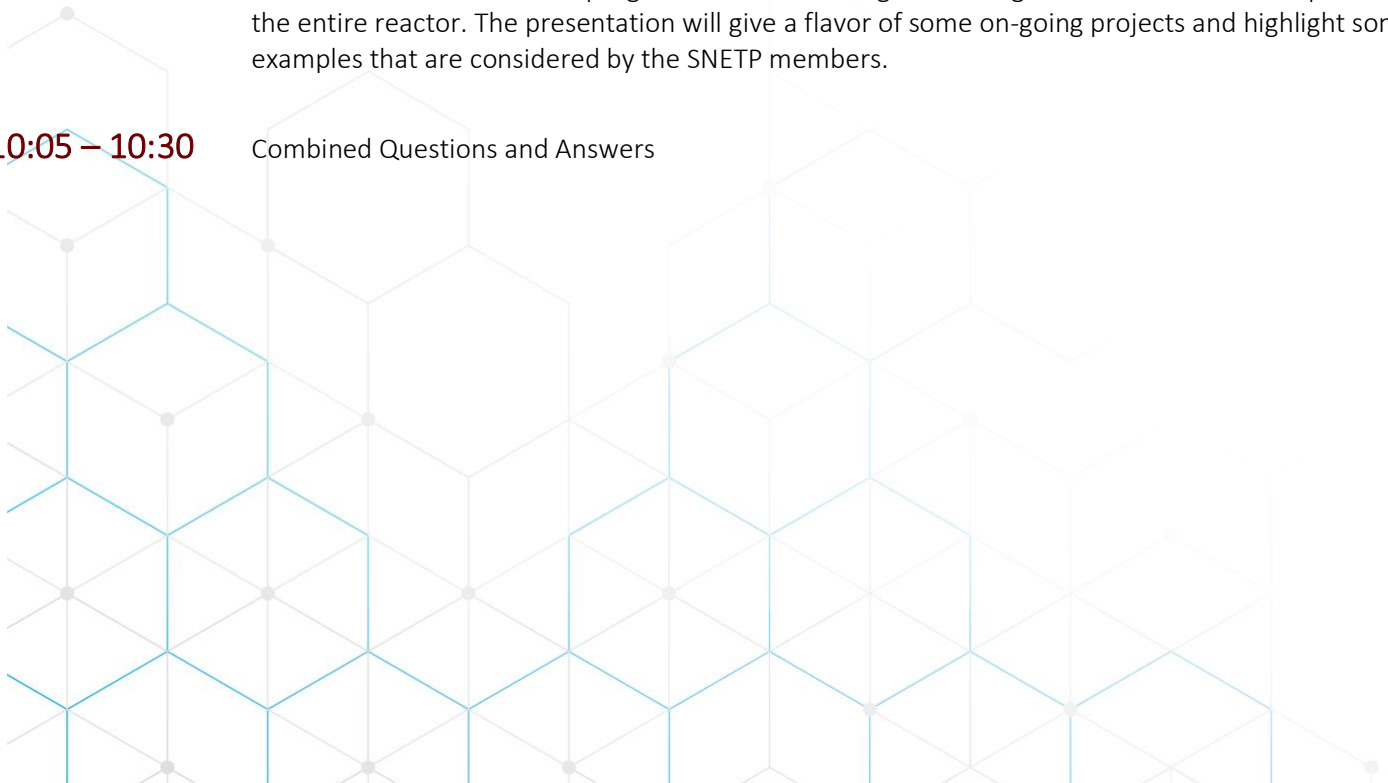 the entire reactor. The presentation will give a flavor of some on-going projects and highlight
examples that are considered by the SNETP members.
0:05 – 10:30 Combined Questions and Answers